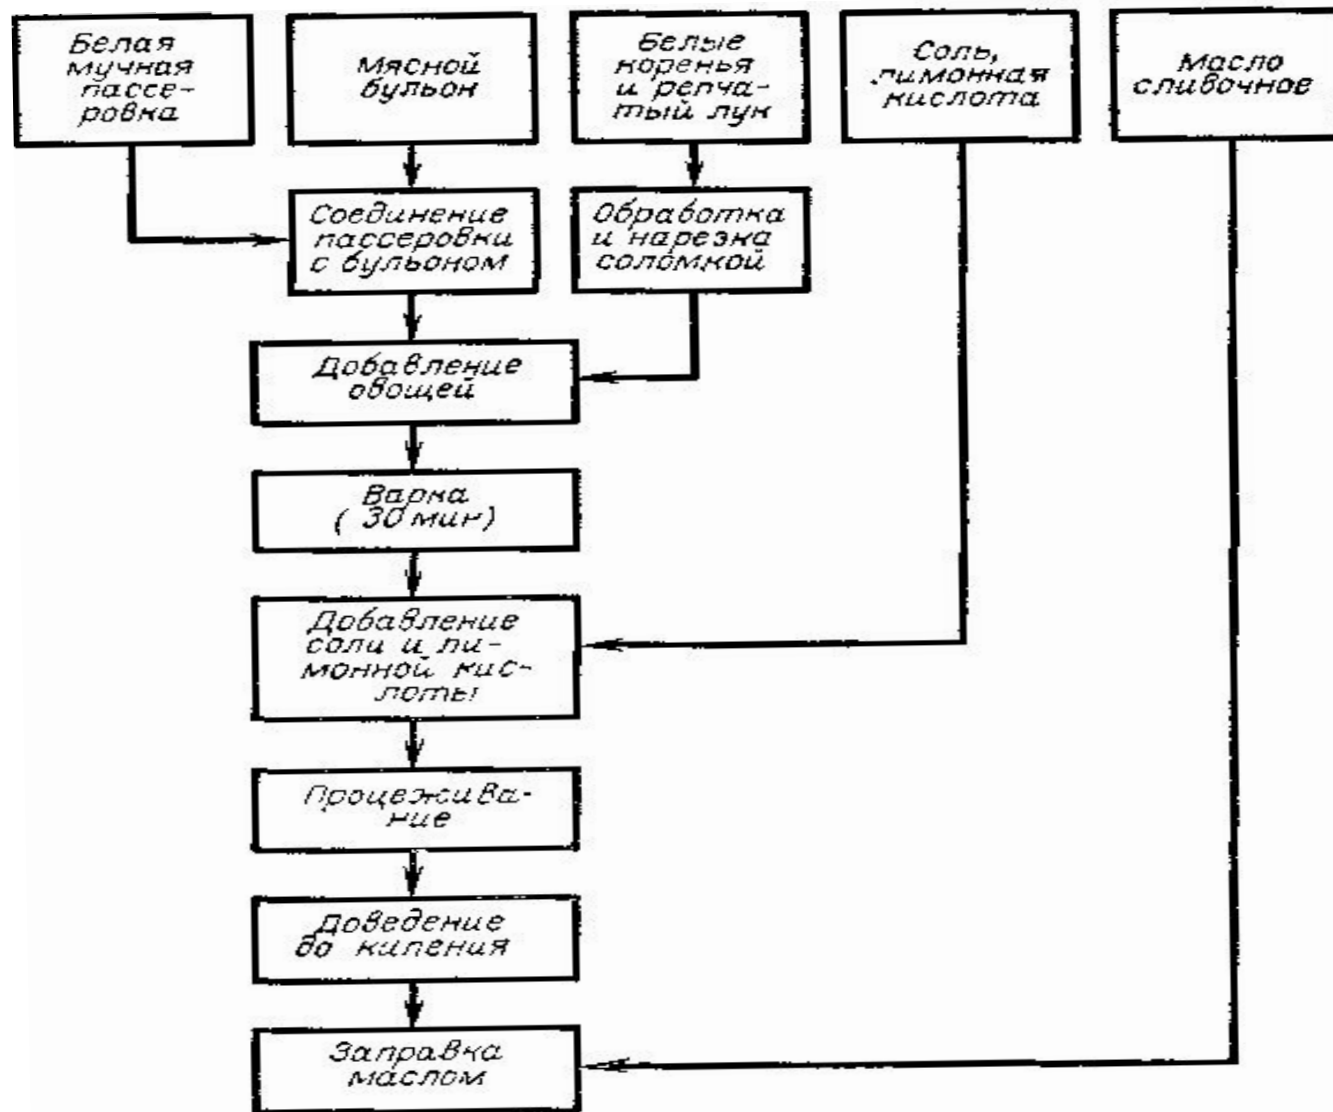 Белая
мучная
пассе-
ровка
Мясной
бульон
Белые
коренья
и репча-
тый лук
Соль,
лимонная
кислота
Масло
сливочное
Соединение
пассеровки
с бульоном
Обработка
и нарезка
соломкой
Добавление
овощей
Варка
( 30 мин)
Добавление
соли и ли-
монной кис-
лоты
Процежива-
ние
Доведение
до кипения
Заправка
маслом